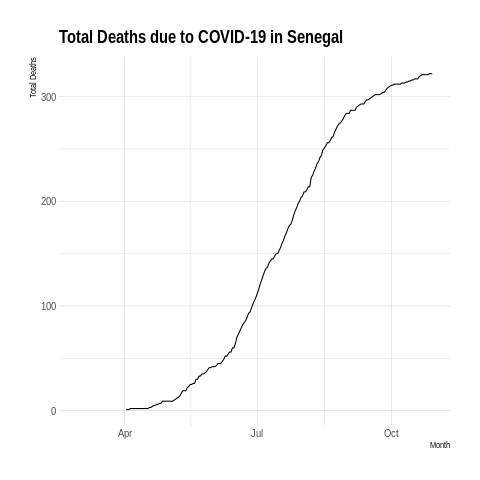 Total Deaths due to COVID-19 in Senegal
Total Deaths
300
200
100
0
Apr Jul Oct
Month